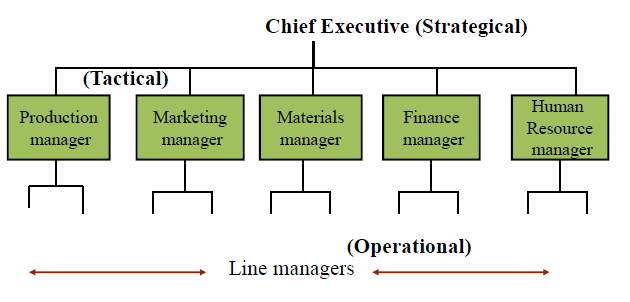 Chief Executive (Strategical)
(Tactical)
Production
manager
Marketing
manager
Materials
manager
Finance
manager
Human
Resource
manager
(Operational)
Line managers